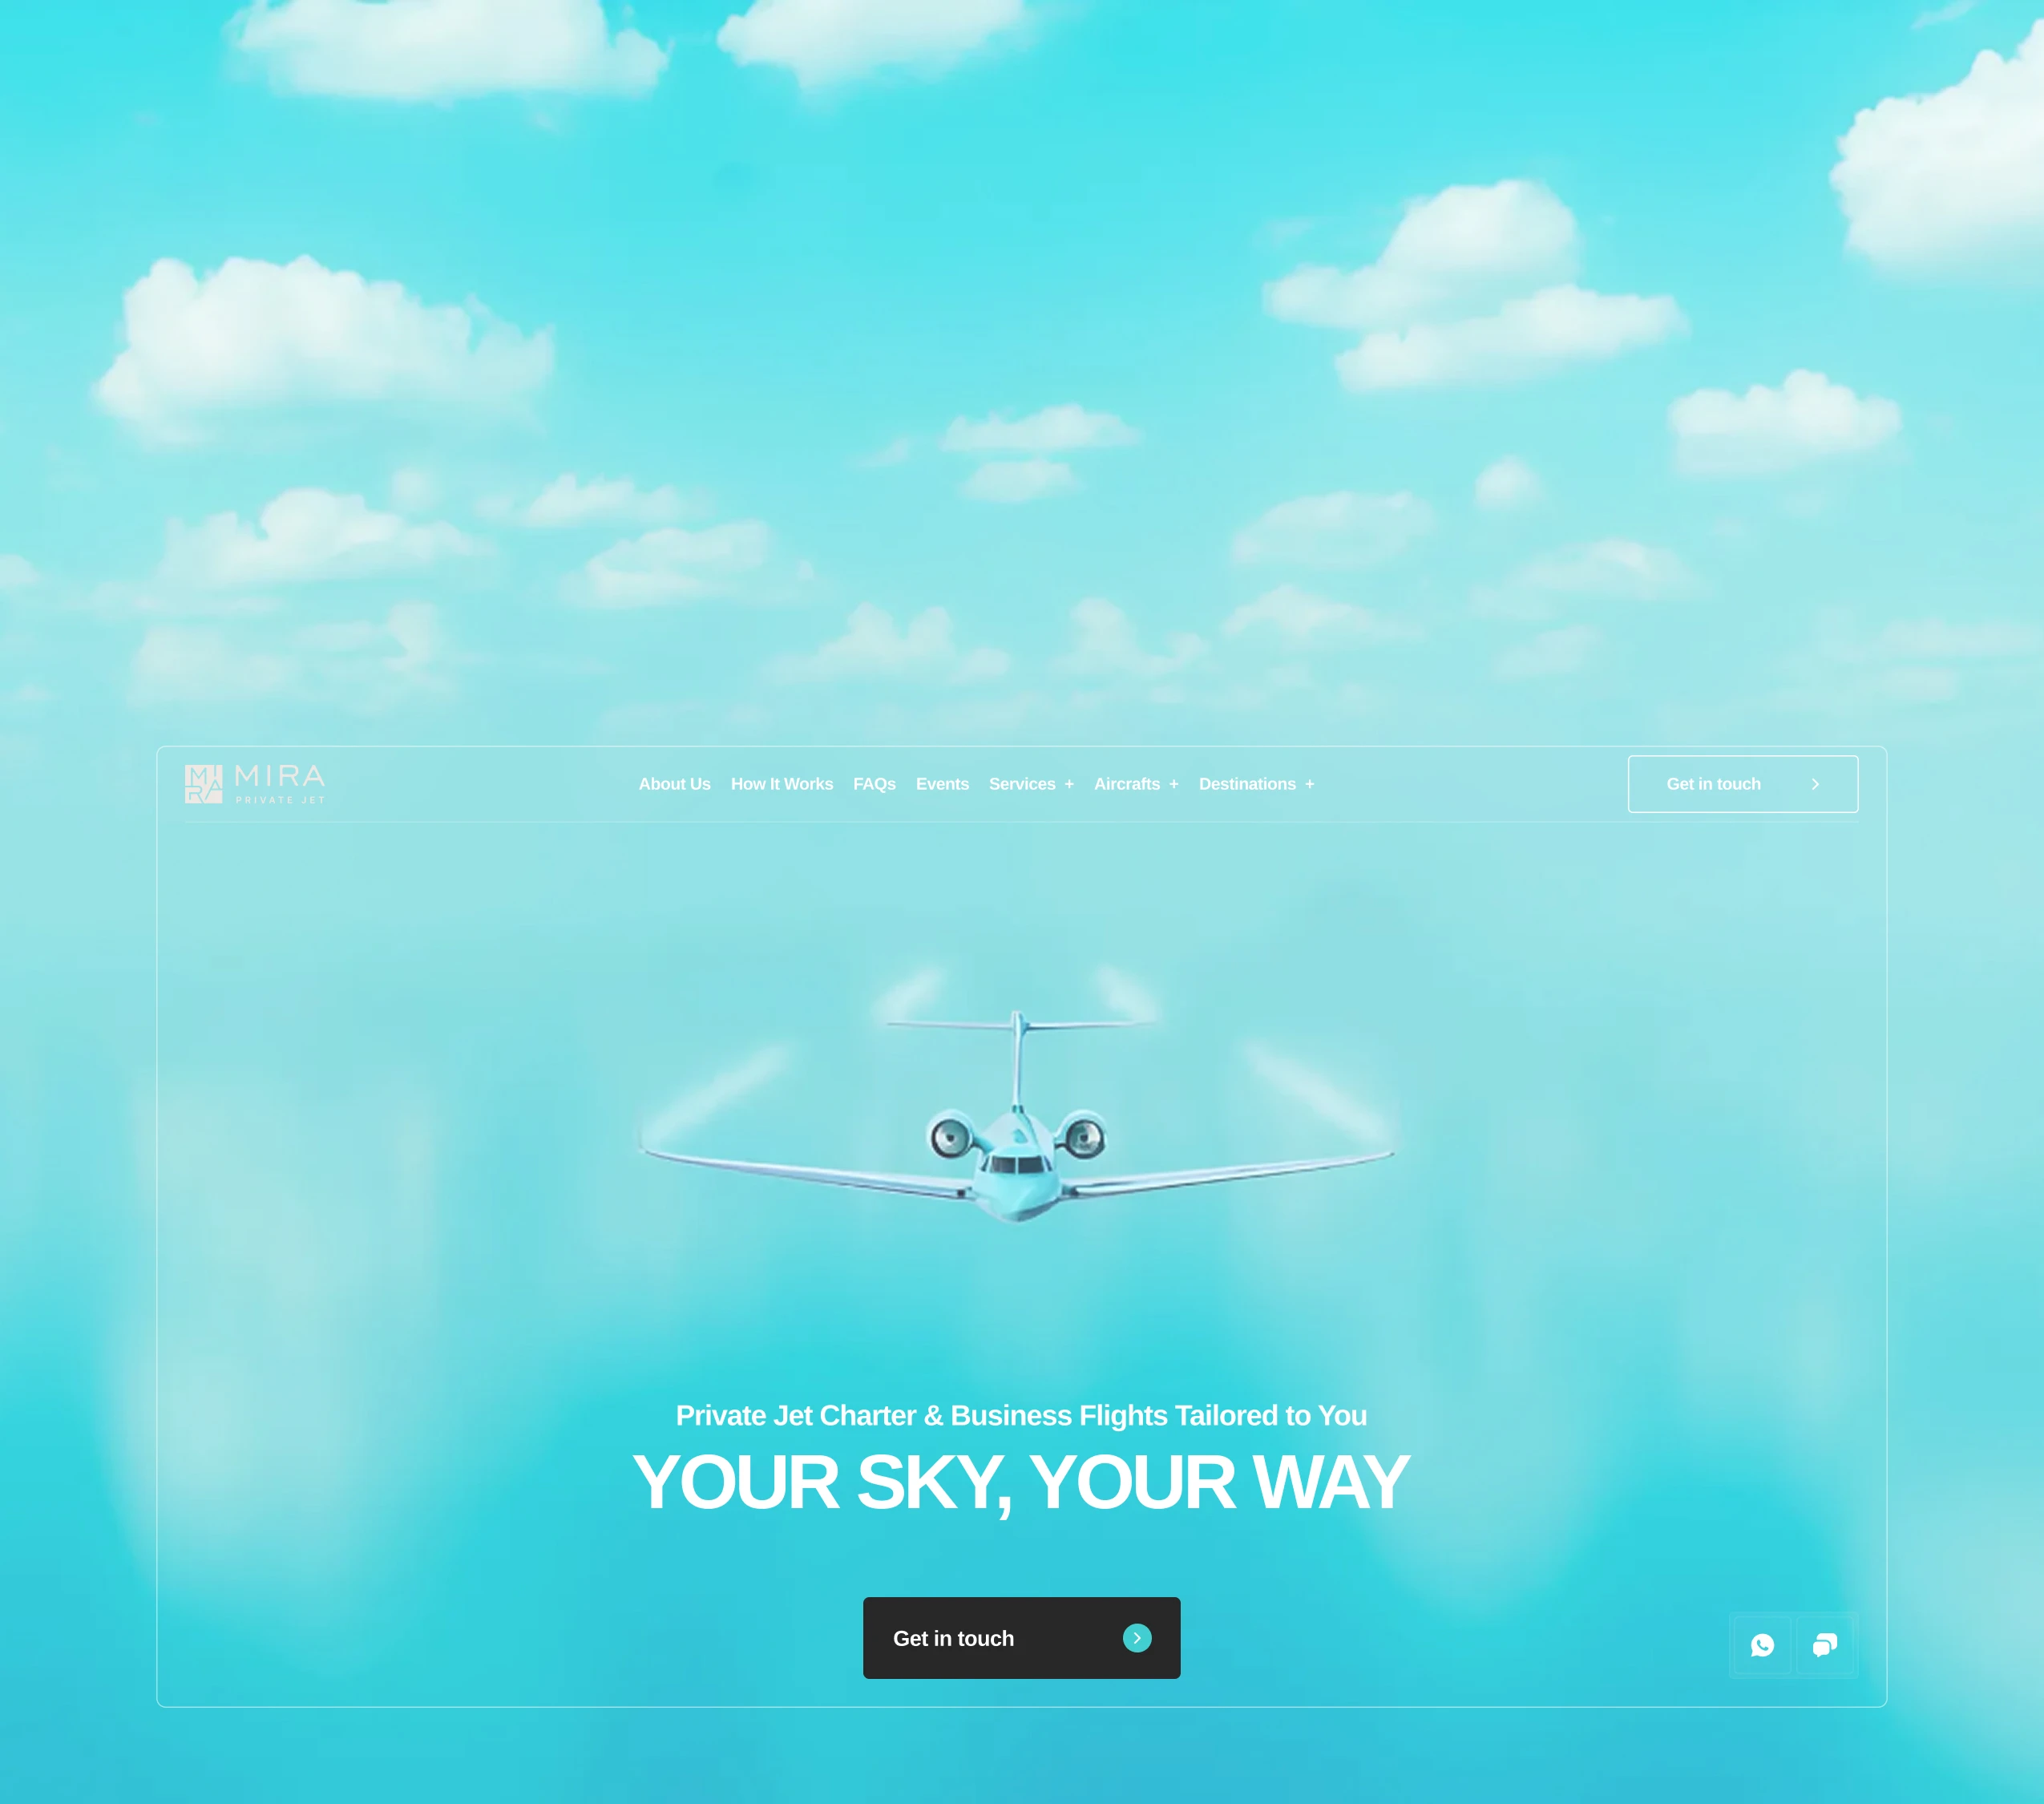 MIRA
PRIVATE JET
About Us How It Works FAQs Events Services + Aircrafts + Destinations +
Get in touch
Private Jet Charter & Business Flights Tailored to You
YOUR SKY, YOUR WAY
Get in touch